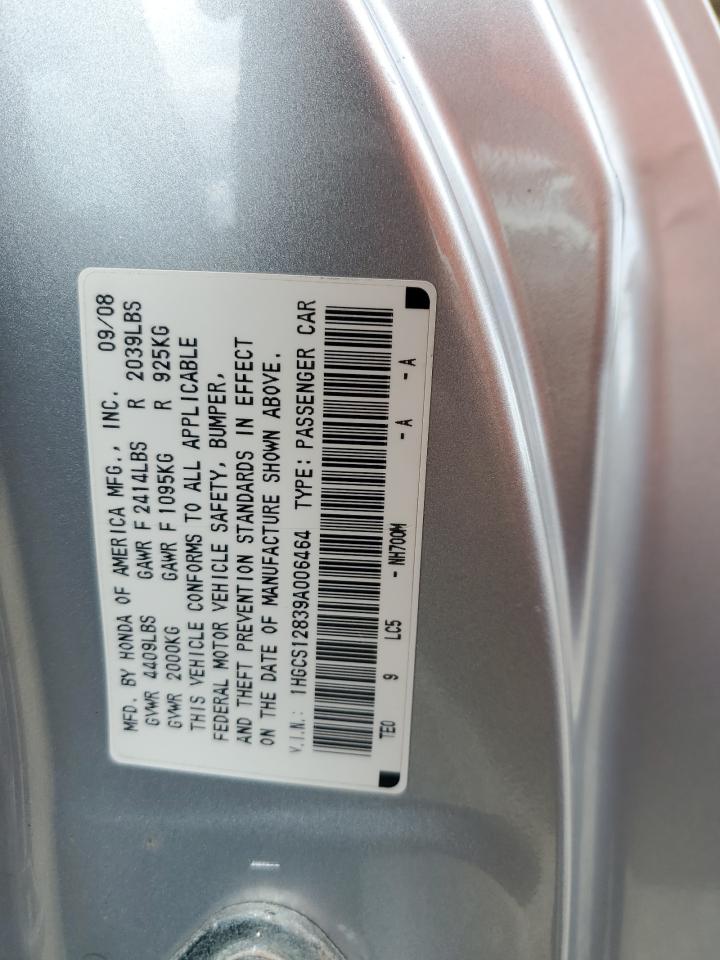 MFD. BY HONDA OF AMERICA MFG., INC. 09/08
GVWR 4409LBS GAWR F 2414LBS R 2039LBS
GVWR 2000KG GAWR F 1095KG R 925KG
THIS VEHICLE CONFORMS TO ALL APPLICABLE
FEDERAL MOTOR VEHICLE SAFETY, BUMPER,
AND THEFT PREVENTION STANDARDS IN EFFECT
ON THE DATE OF MANUFACTURE SHOWN ABOVE.
V.I.N.: 1HGCS12839A006464 TYPE: PASSENGER CAR
TE0 9 LC5 - NH700M - A - A